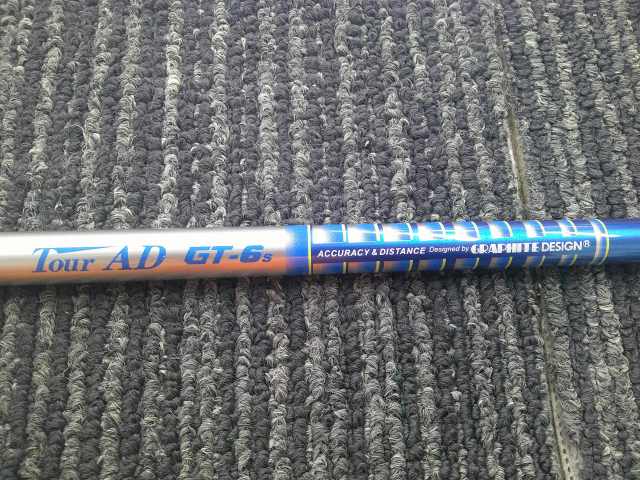 Tour AD GT-6s ACCURACY & DISTANCE Designed by GRAPHITE DESIGN®